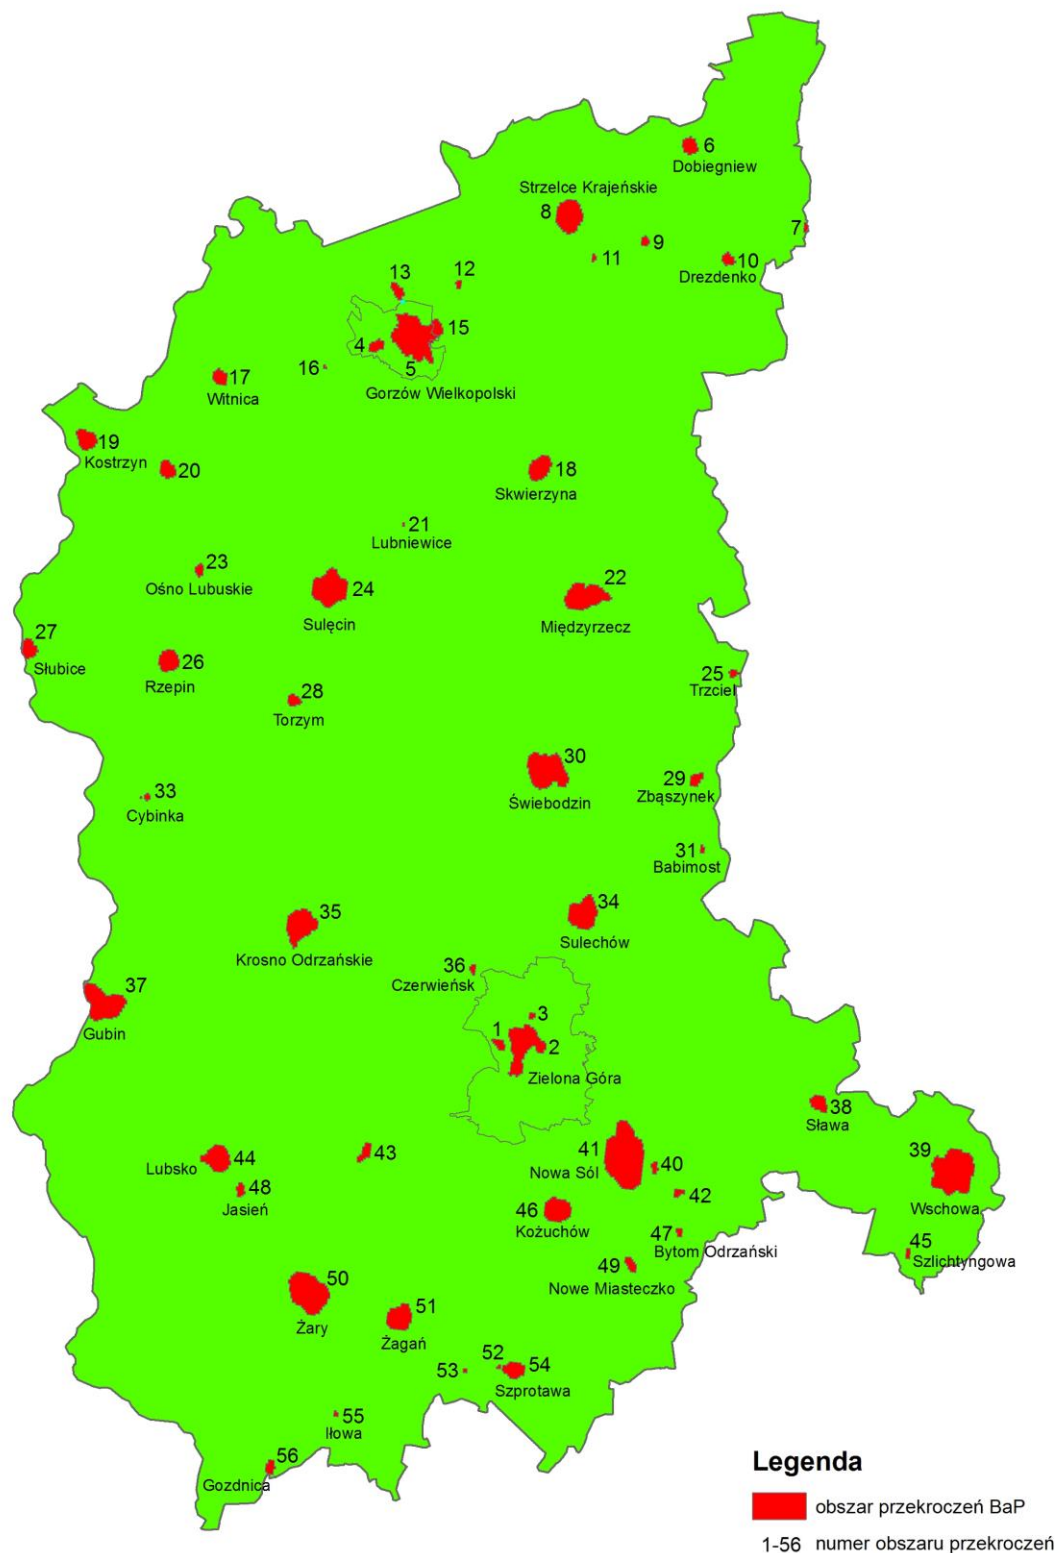 6
Dobiegniew
Strzelce Krajeńskie
8
7
9
11
10
Drezdenko
13
12
15
4
5
16
Gorzów Wielkopolski
17
Witnica
19
Kostrzyn
20
18
Skwierzyna
21
Lubniewice
23
Ośno Lubuskie
24
Sulęcin
22
Międzyrzecz
27
Słubice
26
Rzepin
25
Trzciel
28
Torzym
30
Świebodzin
29
Zbąszynek
33
Cybinka
31
Babimost
35
Krosno Odrzańskie
34
Sulechów
36
Czerwieńsk
37
Gubin
3
1
2
Zielona Góra
38
Sława
43
41
Nowa Sól
40
39
Wschowa
Lubsko
44
48
Jasień
42
46
Kożuchów
47
Bytom Odrzański
45
Szlichtyngowa
49
Nowe Miasteczko
50
Żary
51
Żagań
53
52
54
Szprotawa
55
Iłowa
56
Gozdnica
Legenda
obszar przekroczeń BaP
1-56 numer obszaru przekroczeń